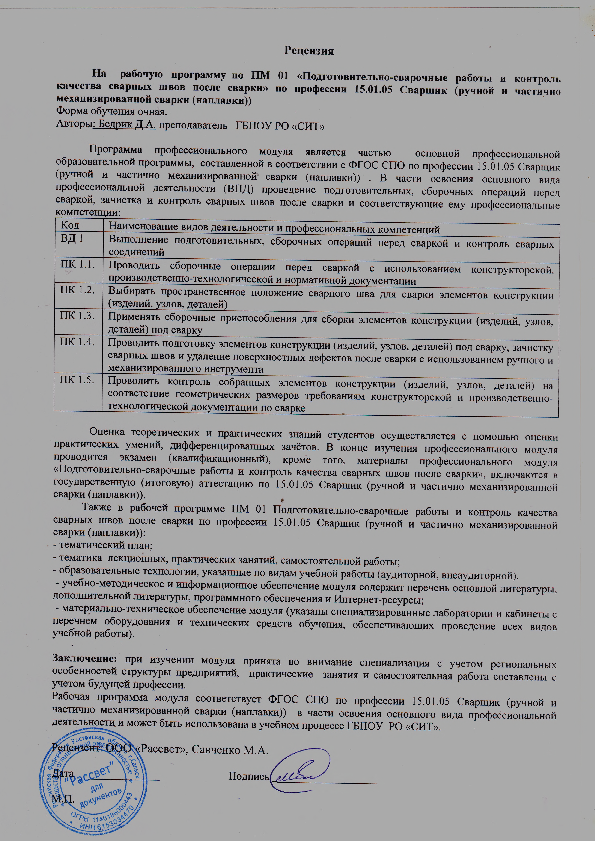 Рецензия
На рабочую программу по ПМ 01 «Подготовительно-сварочные работы и контроль
качества сварных швов после сварки» по профессии 15.01.05 Сварщик (ручной и частично
механизированной сварки (наплавки))
Форма обучения очная.
Авторы: Бедрик Д.А. преподаватель ГБПОУ РО «СИТ»
Программа профессионального модуля является частью основной профессиональной
образовательной программы, составленной в соответствии с ФГОС СПО по профессии 15.01.05 Сварщик
(ручной и частично механизированной сварки (наплавки)) . В части освоения основного вида
профессиональной деятельности (ВПД) проведение подготовительных, сборочных операций перед
сваркой, зачистка и контроль сварных швов после сварки и соответствующие ему профессиональные
компетенции:
Код Наименование видов деятельности и профессиональных компетенций
ВД 1 Выполнение подготовительных, сборочных операций перед сваркой и контроль сварных
соединений
ПК 1.1. Проводить сборочные операции перед сваркой с использованием конструкторской,
производственно-технологической и нормативной документации
ПК 1.2. Выбирать пространственное положение сварного шва для сварки элементов конструкции
(изделий, узлов, деталей)
ПК 1.3. Применять сборочные приспособления для сборки элементов конструкции (изделий, узлов,
деталей) под сварку
ПК 1.4. Проводить подготовку элементов конструкции (изделий, узлов, деталей) под сварку, зачистку
сварных швов и удаление поверхностных дефектов после сварки с использованием ручного и
механизированного инструмента
ПК 1.5. Проводить контроль собранных элементов конструкции (изделий, узлов, деталей) на
соответствие геометрических размеров требованиям конструкторской и производственно-
технологической документации по сварке
Оценка теоретических и практических знаний студентов осуществляется с помощью оценки
практических умений, дифференцированных зачётов. В конце изучения профессионального модуля
проводится экзамен (квалификационный), кроме того, материалы профессионального модуля
«Подготовительно-сварочные работы и контроль качества сварных швов после сварки», включаются в
государственную (итоговую) аттестацию по 15.01.05 Сварщик (ручной и частично механизированной
сварки (наплавки)).
Также в рабочей программе ПМ 01 Подготовительно-сварочные работы и контроль качества
сварных швов после сварки по профессии 15.01.05 Сварщик (ручной и частично механизированной
сварки (наплавки)):
- тематический план;
- тематика лекционных, практических занятий, самостоятельной работы;
- образовательные технологии, указанные по видам учебной работы (аудиторной, внеаудиторной).
- учебно-методическое и информационное обеспечение модуля содержит перечень основной литературы,
дополнительной литературы, программного обеспечения и Интернет-ресурсы;
- материально-техническое обеспечение модуля (указаны специализированные лаборатории и кабинеты с
перечнем оборудования и технических средств обучения, обеспечивающих проведение всех видов
учебной работы).
Заключение: при изучении модуля принята во внимание специализация с учетом региональных
особенностей структуры предприятий, практические занятия и самостоятельная работа составлены с
учетом будущей профессии.
Рабочая программа модуля соответствует ФГОС СПО по профессии 15.01.05 Сварщик (ручной и
частично механизированной сварки (наплавки)) в части освоения основного вида профессиональной
деятельности и может быть использована в учебном процессе ГБПОУ РО «СИТ».
Рецензент: ООО «Рассвет», Санченко М.А.
Дата Подпись
М.П.
"Рассвет"
для
документов